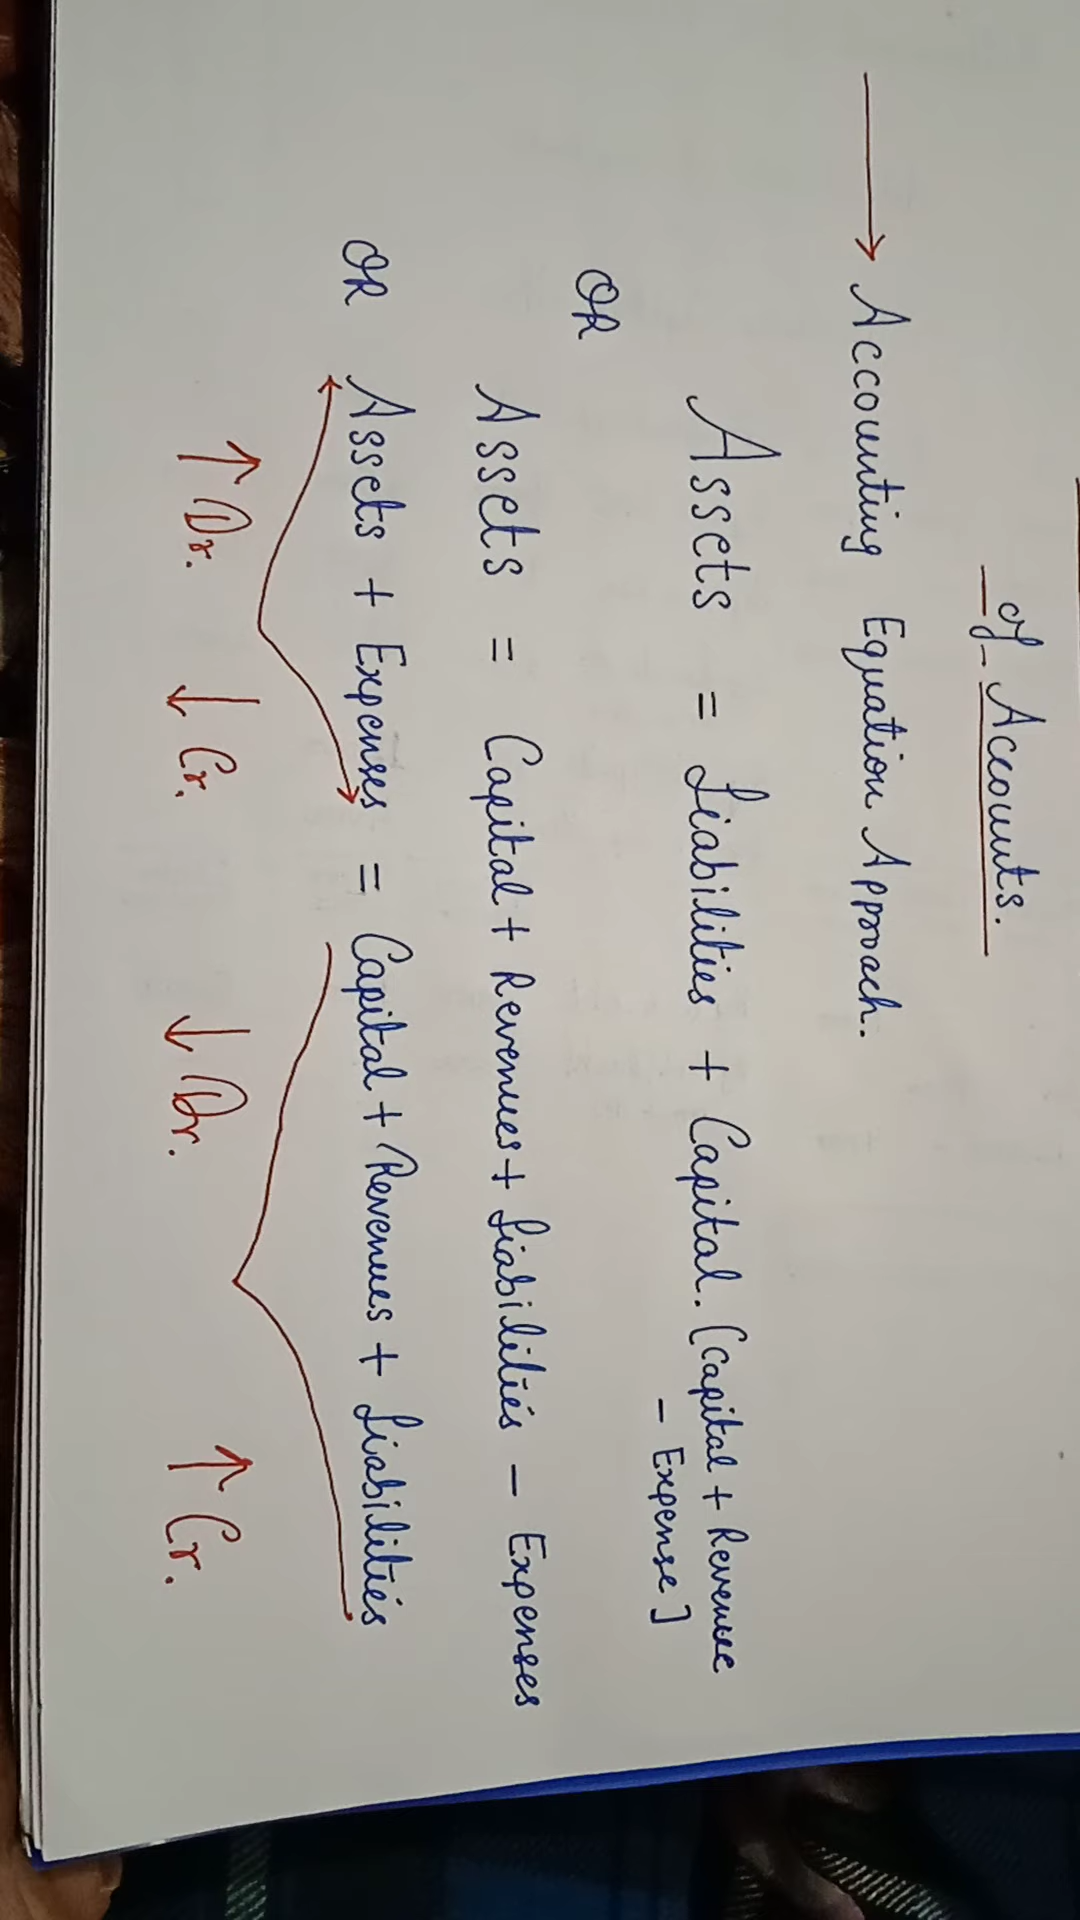 of Accounts.
→ Accounting Equation Approach.
Assets = Liabilities + Capital. (Capital + Revenue
- Expense]
OR
Assets = Capital + Revenues + Liabilities - Expenses
OR Assets + Expenses = Capital + Revenues + Liabilities
↑ Dr. ↓ Cr. ↓ Dr. ↑ Cr.